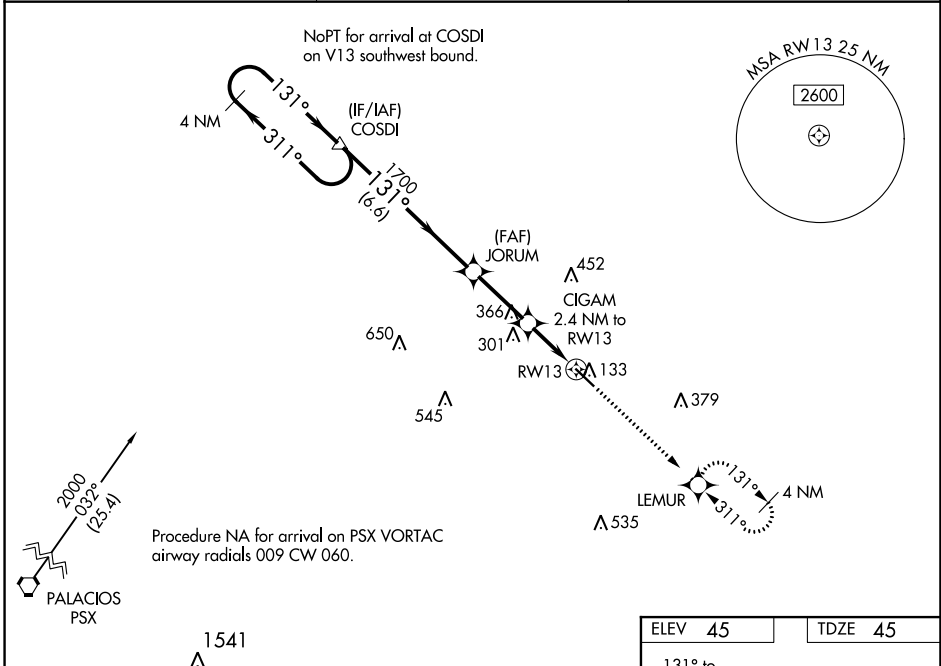 NoPT for arrival at COSDI
on V13 southwest bound.
MSA RW13 25 NM
2600
131°
4 NM
311°
(IF/IAF)
COSDI
1700
131°
(6.6)
(FAF)
JORUM
452
CIGAM
2.4 NM to
RW13
366
301
650
RW13
133
545
379
131°
4 NM
311°
LEMUR
535
2000
032°
(25.4)
Procedure NA for arrival on PSX VORTAC
airway radials 009 CW 060.
PALACIOS
PSX
1541
ELEV 45
TDZE 45
131° to